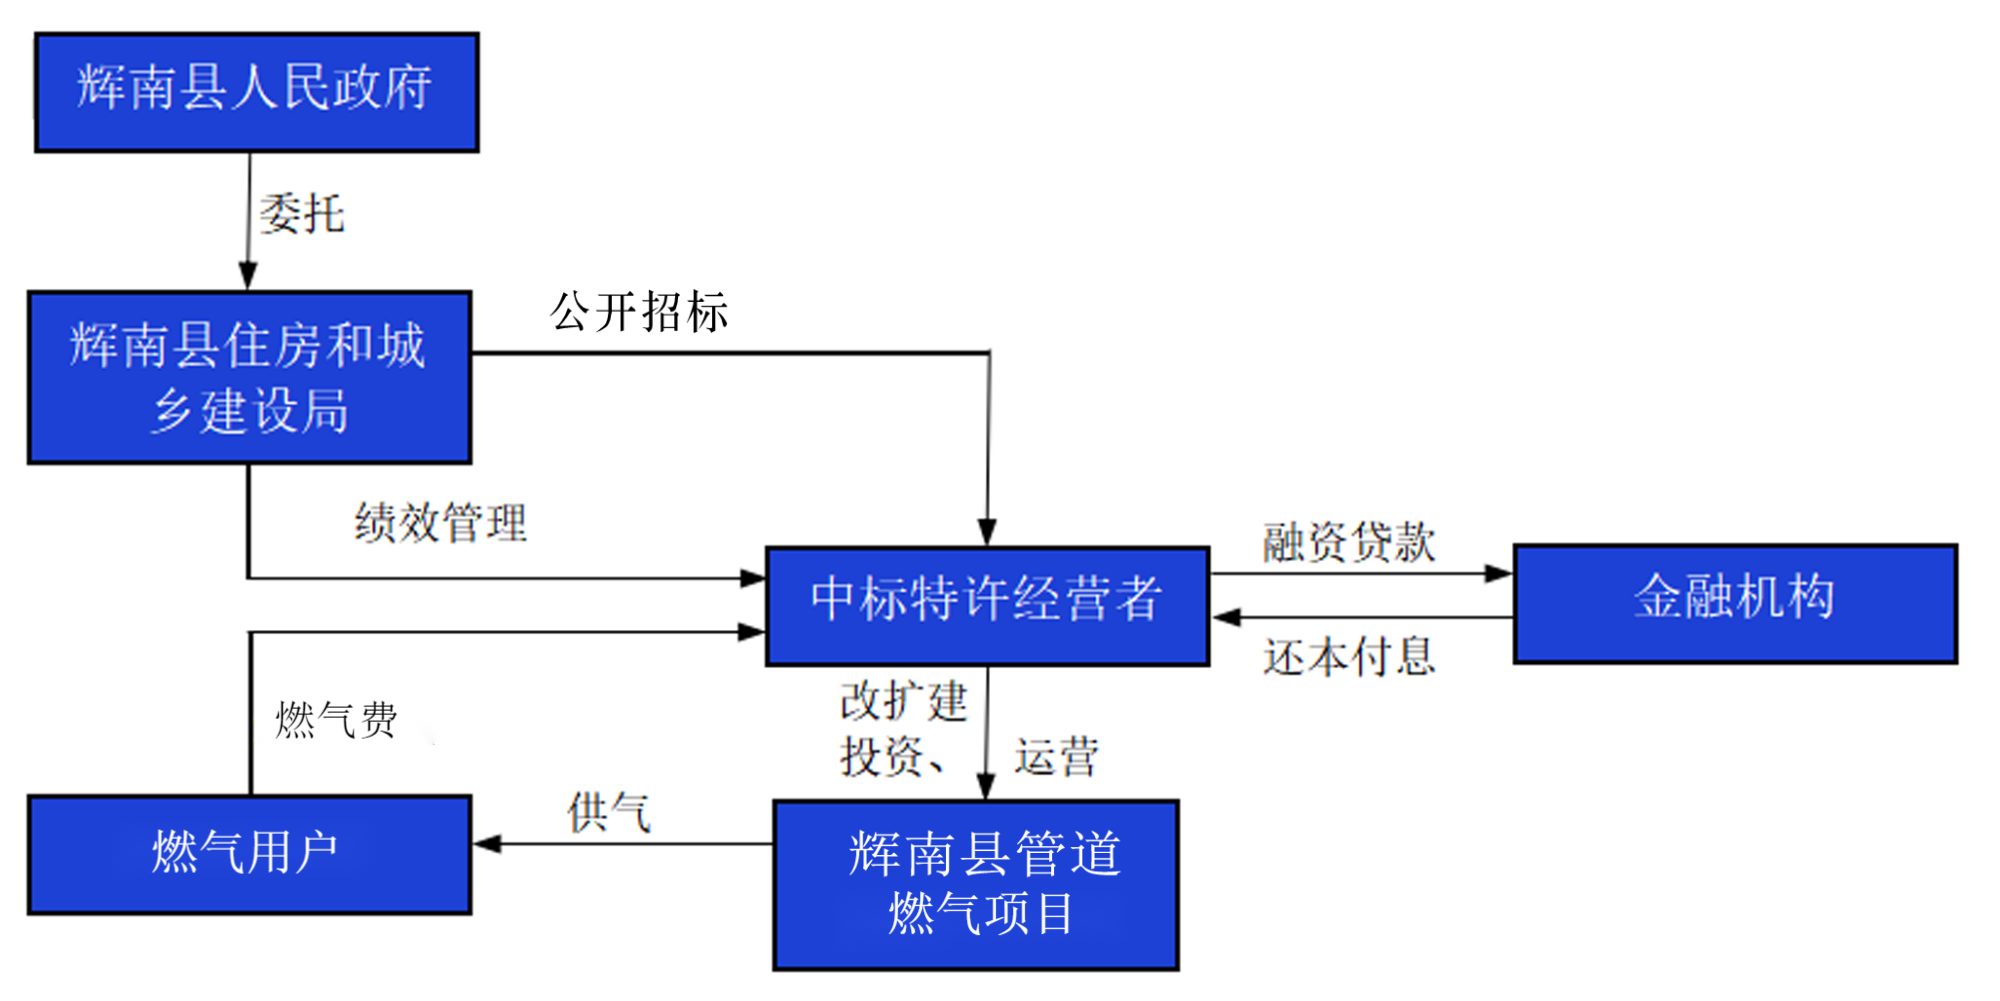 辉南县人民政府
委托
公开招标
辉南县住房和城
乡建设局
绩效管理
融资贷款
中标特许经营者
金融机构
还本付息
改扩建
投资、
运营
燃气费
供气
燃气用户
辉南县管道
燃气项目